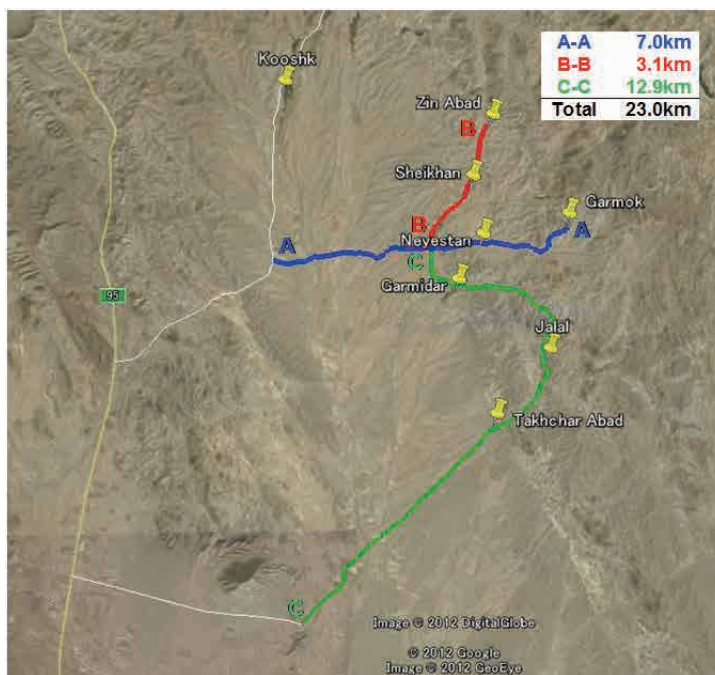 A-A 7.0km
B-B 3.1km
C-C 12.9km
Total 23.0km
Kooshk
Zin Abad
B
Sheikhan
Garmok
B
A
Neyestan
A
C
Garmidar
95
Jalal
Takhchar Abad
C
Image © 2012 DigitalGlobe
© 2012 Google
Image © 2012 GeoEye